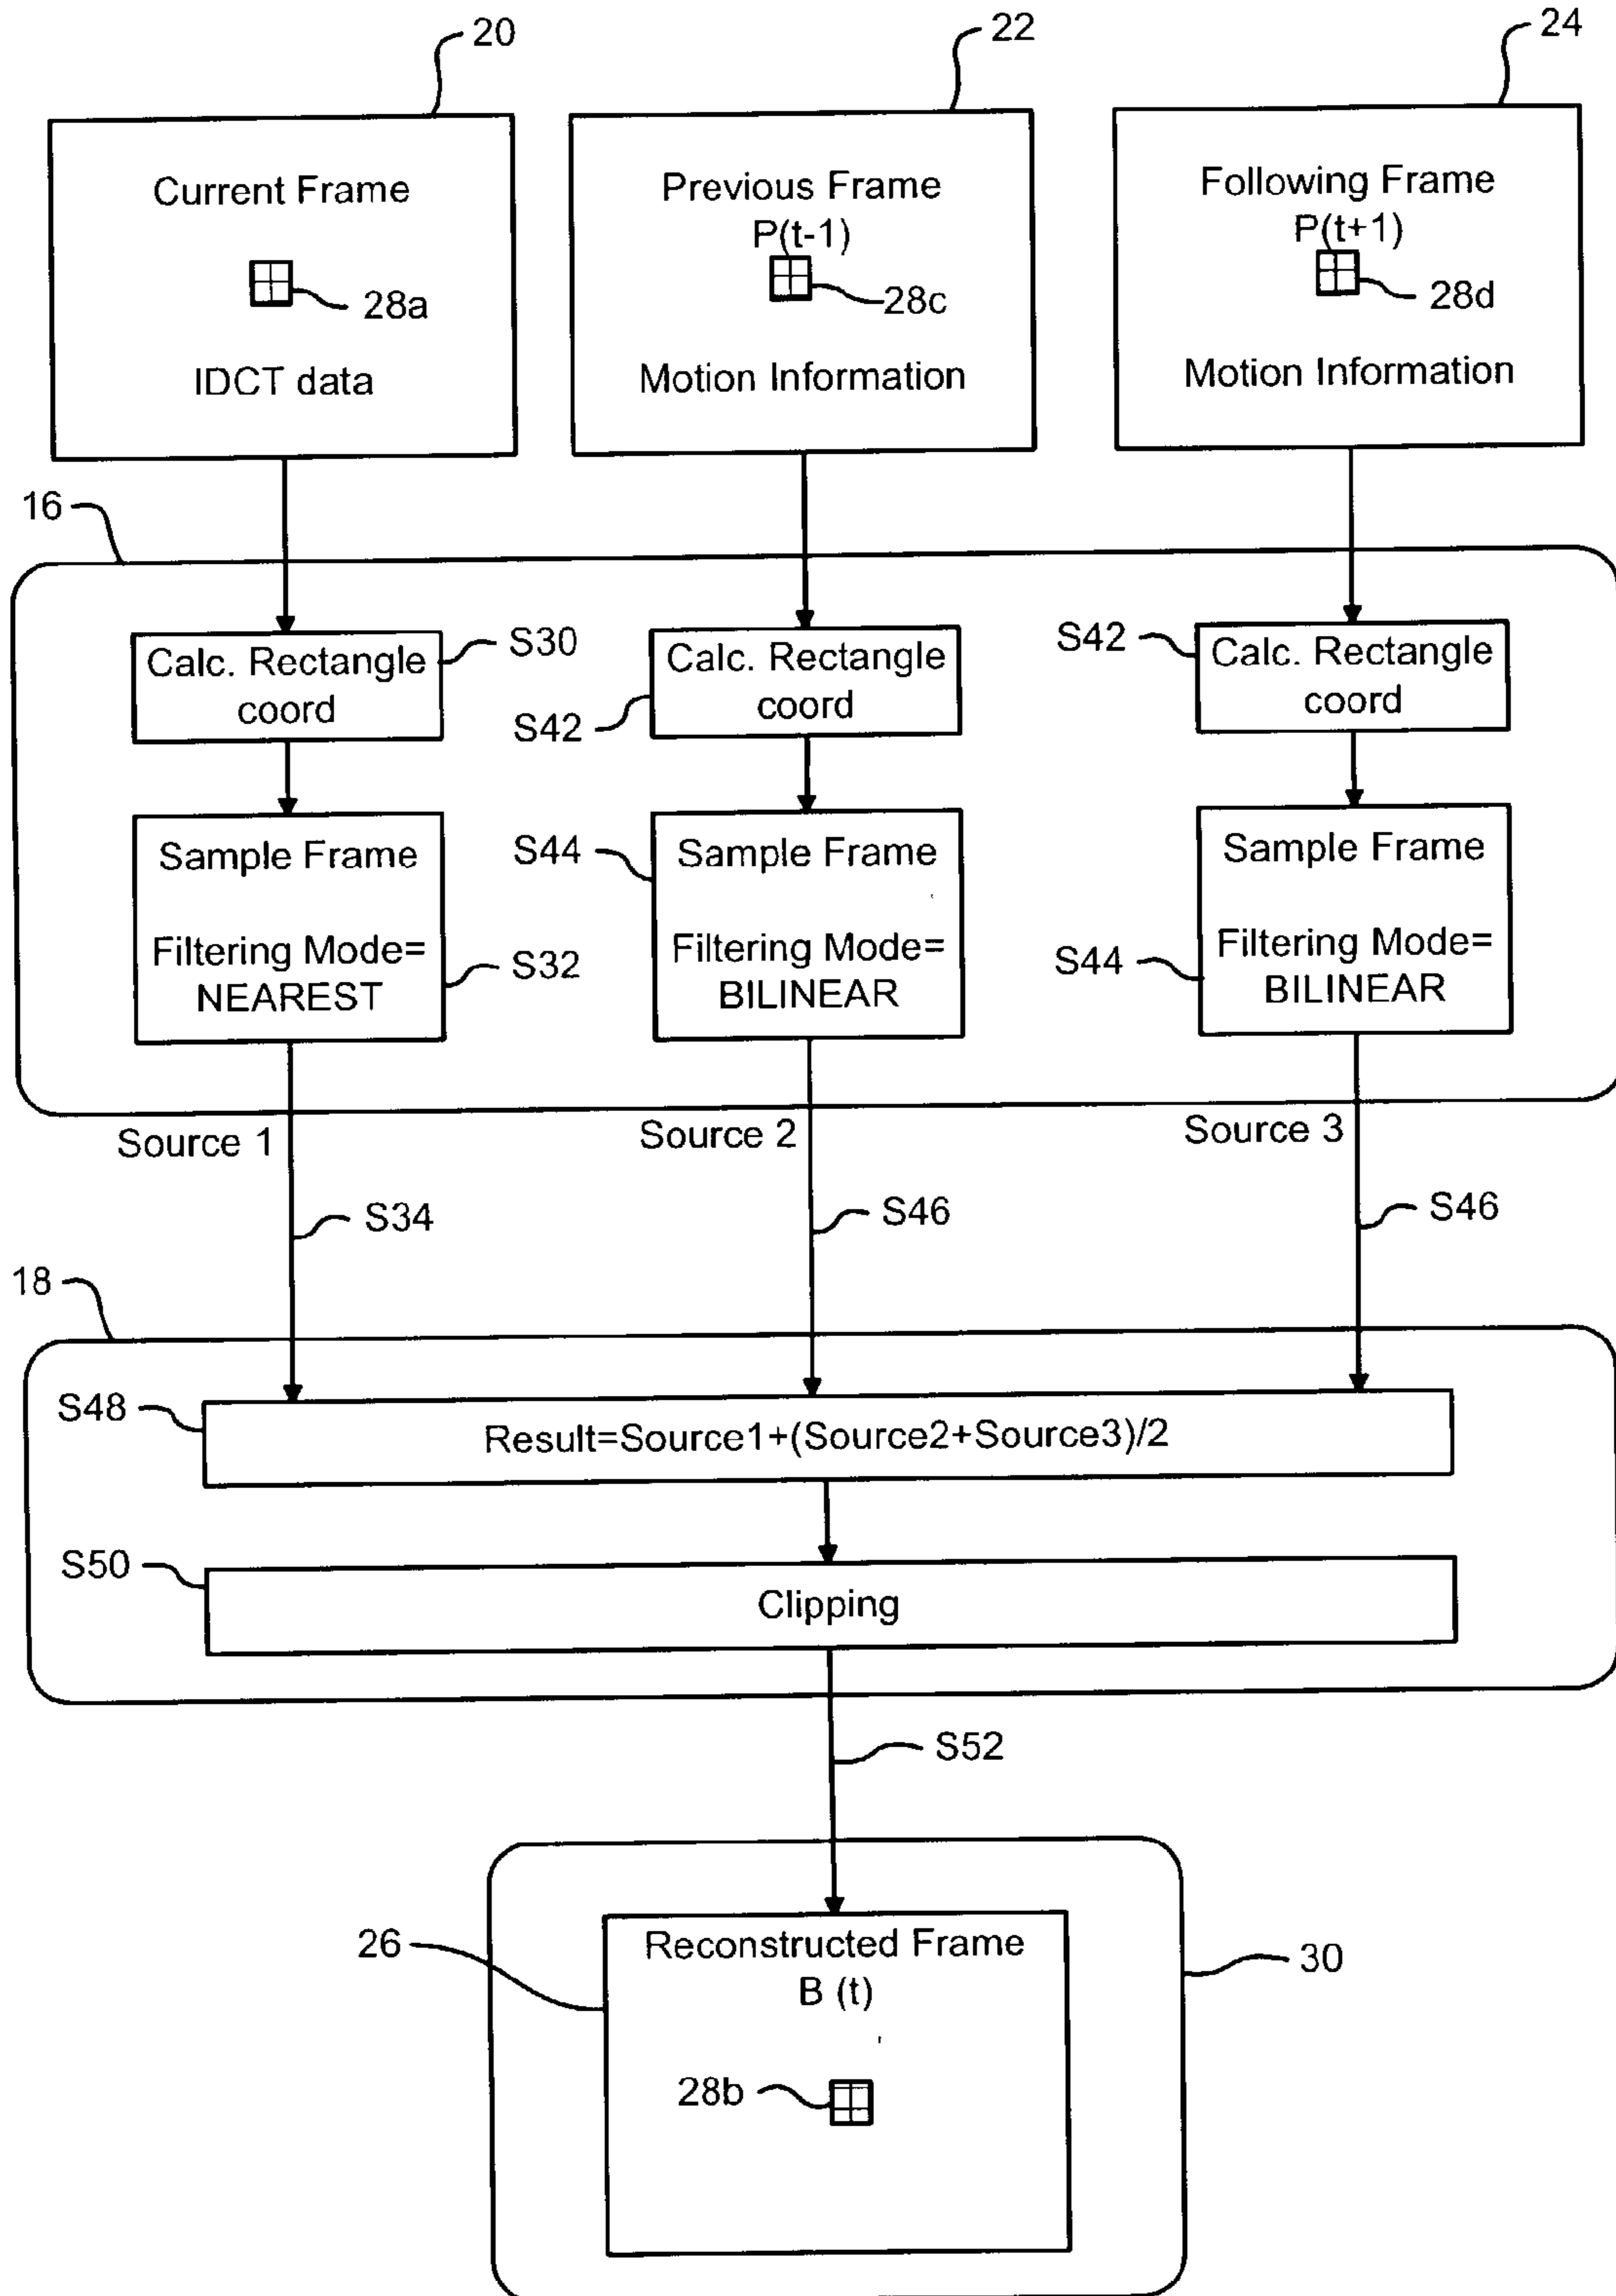 20
22
24
Current Frame
28a
IDCT data
Previous Frame
P(t-1)
28c
Motion Information
Following Frame
P(t+1)
28d
Motion Information
16
Calc. Rectangle
coord
S30
Calc. Rectangle
coord
S42
Calc. Rectangle
coord
S42
Sample Frame
Filtering Mode=
NEAREST
S32
Sample Frame
Filtering Mode=
BILINEAR
S44
Sample Frame
Filtering Mode=
BILINEAR
S44
Source 1
Source 2
Source 3
S34
S46
S46
18
S48
Result=Source1+(Source2+Source3)/2
S50
Clipping
S52
26
Reconstructed Frame
B (t)
30
28b